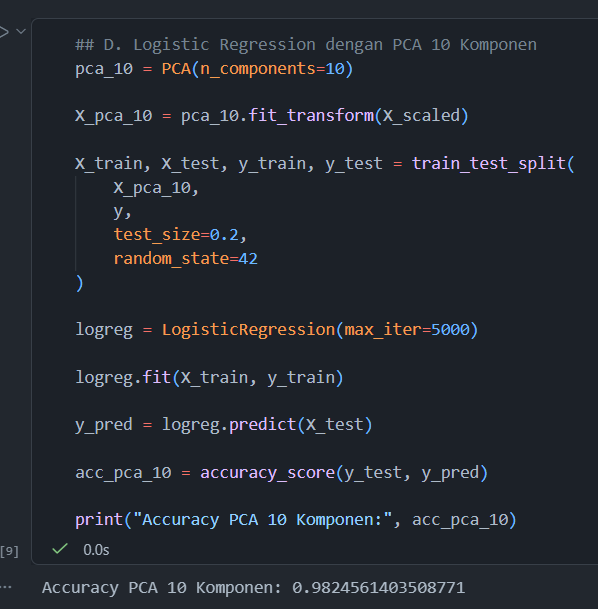 ## D. Logistic Regression dengan PCA 10 Komponen
pca_10 = PCA(n_components=10)
X_pca_10 = pca_10.fit_transform(X_scaled)
X_train, X_test, y_train, y_test = train_test_split(
    X_pca_10,
    y,
    test_size=0.2,
    random_state=42
)
logreg = LogisticRegression(max_iter=5000)
logreg.fit(X_train, y_train)
y_pred = logreg.predict(X_test)
acc_pca_10 = accuracy_score(y_test, y_pred)
print("Accuracy PCA 10 Komponen:", acc_pca_10)
[9]
0.0s
Accuracy PCA 10 Komponen: 0.9824561403508771